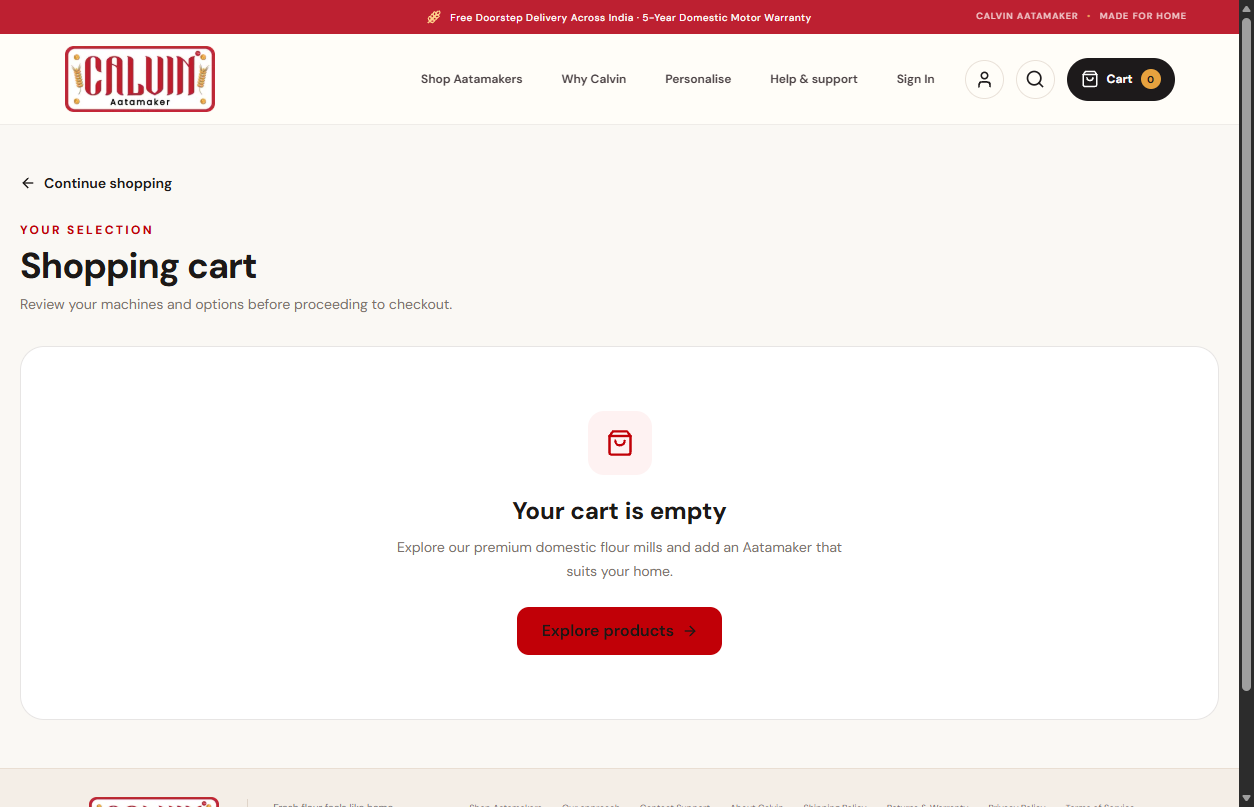 Free Doorstep Delivery Across India · 5-Year Domestic Motor Warranty
CALVIN AATAMAKER • MADE FOR HOME
CALVIN
Aatamaker
Shop Aatamakers
Why Calvin
Personalise
Help & support
Sign In
Cart 0
Continue shopping
YOUR SELECTION
Shopping cart
Review your machines and options before proceeding to checkout.
Your cart is empty
Explore our premium domestic flour mills and add an Aatamaker that
suits your home.
Explore products